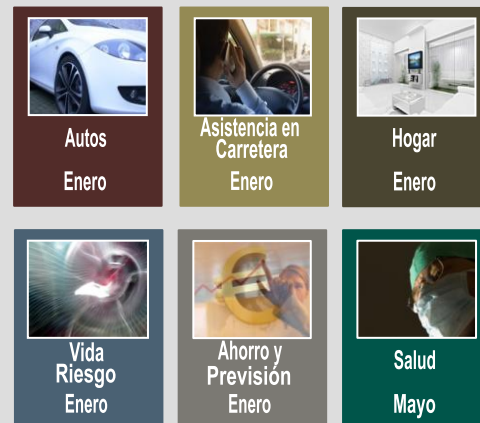 Autos
Enero
Asistencia en
Carretera
Enero
Hogar
Enero
Vida
Riesgo
Enero
Ahorro y
Previsión
Enero
Salud
Mayo